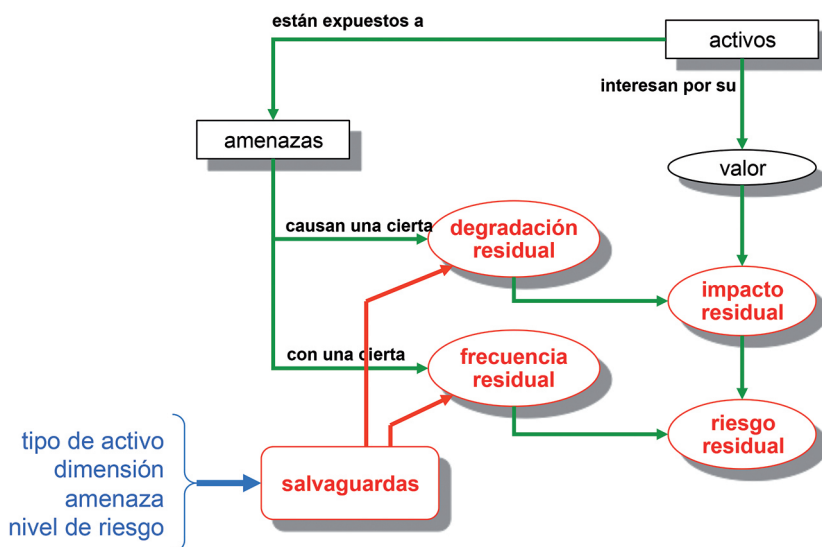 están expuestos a
activos
interesan por su
amenazas
valor
causan una cierta
degradación
residual
impacto
residual
con una cierta
frecuencia
residual
riesgo
residual
tipo de activo
dimensión
amenaza
nivel de riesgo
salvaguardas